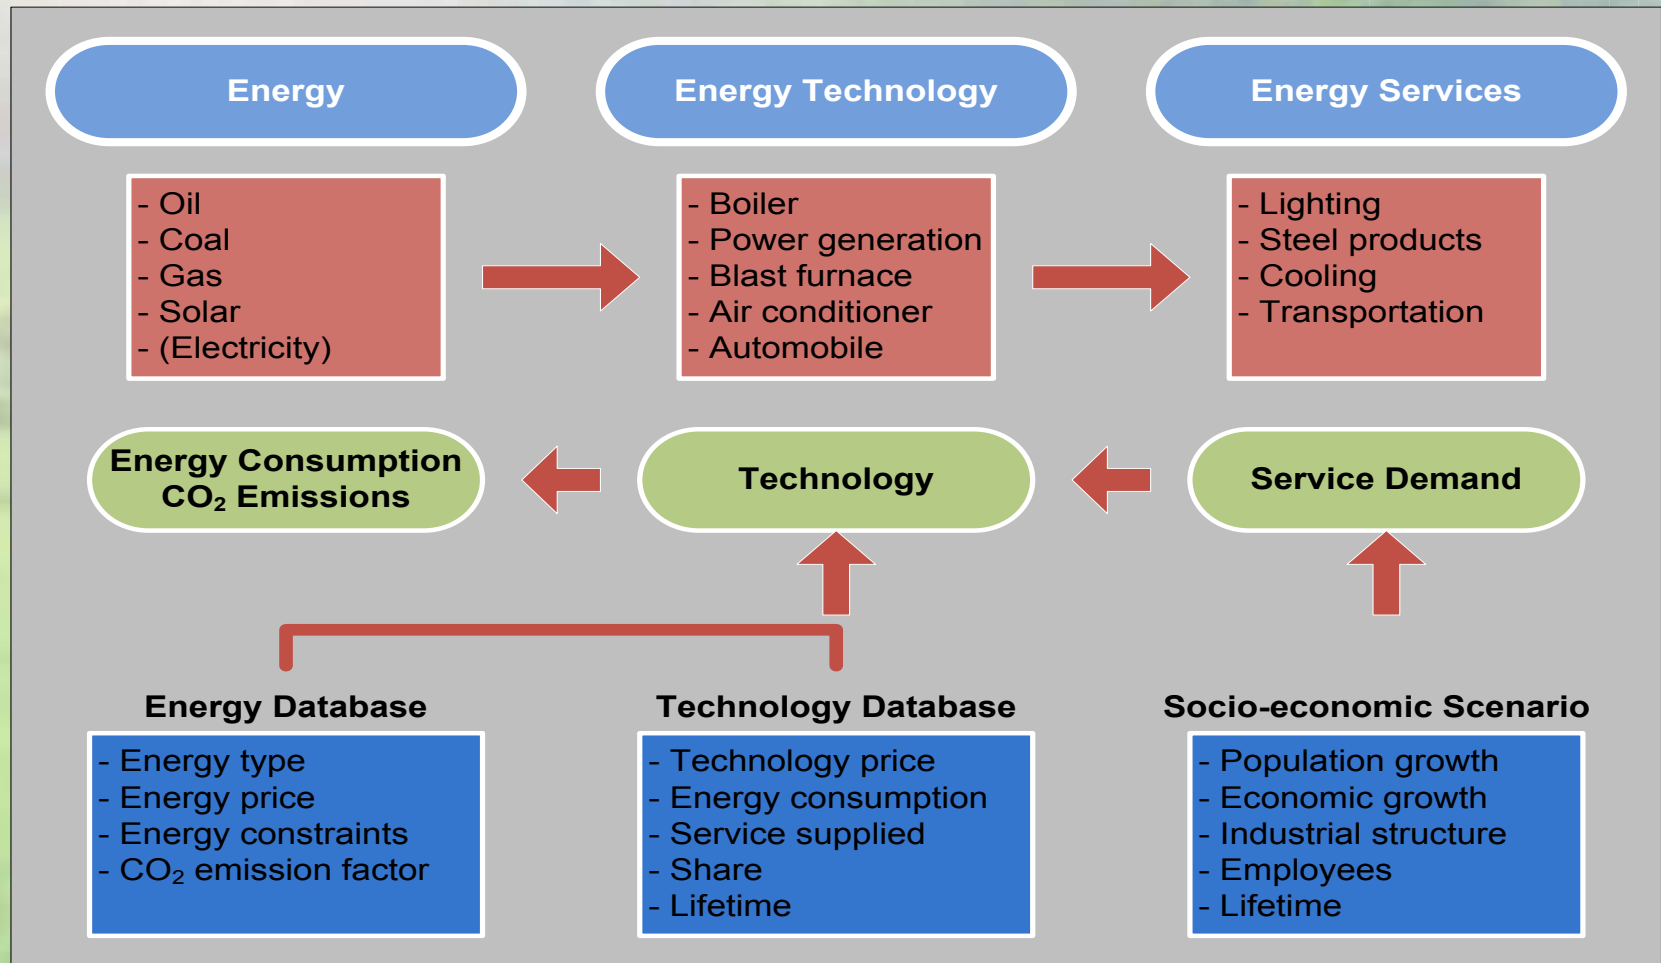 Energy
Energy Technology
Energy Services
- Oil
- Coal
- Gas
- Solar
- (Electricity)
- Boiler
- Power generation
- Blast furnace
- Air conditioner
- Automobile
- Lighting
- Steel products
- Cooling
- Transportation
Energy Consumption
CO₂ Emissions
Technology
Service Demand
Energy Database
- Energy type
- Energy price
- Energy constraints
- CO₂ emission factor
Technology Database
- Technology price
- Energy consumption
- Service supplied
- Share
- Lifetime
Socio-economic Scenario
- Population growth
- Economic growth
- Industrial structure
- Employees
- Lifetime